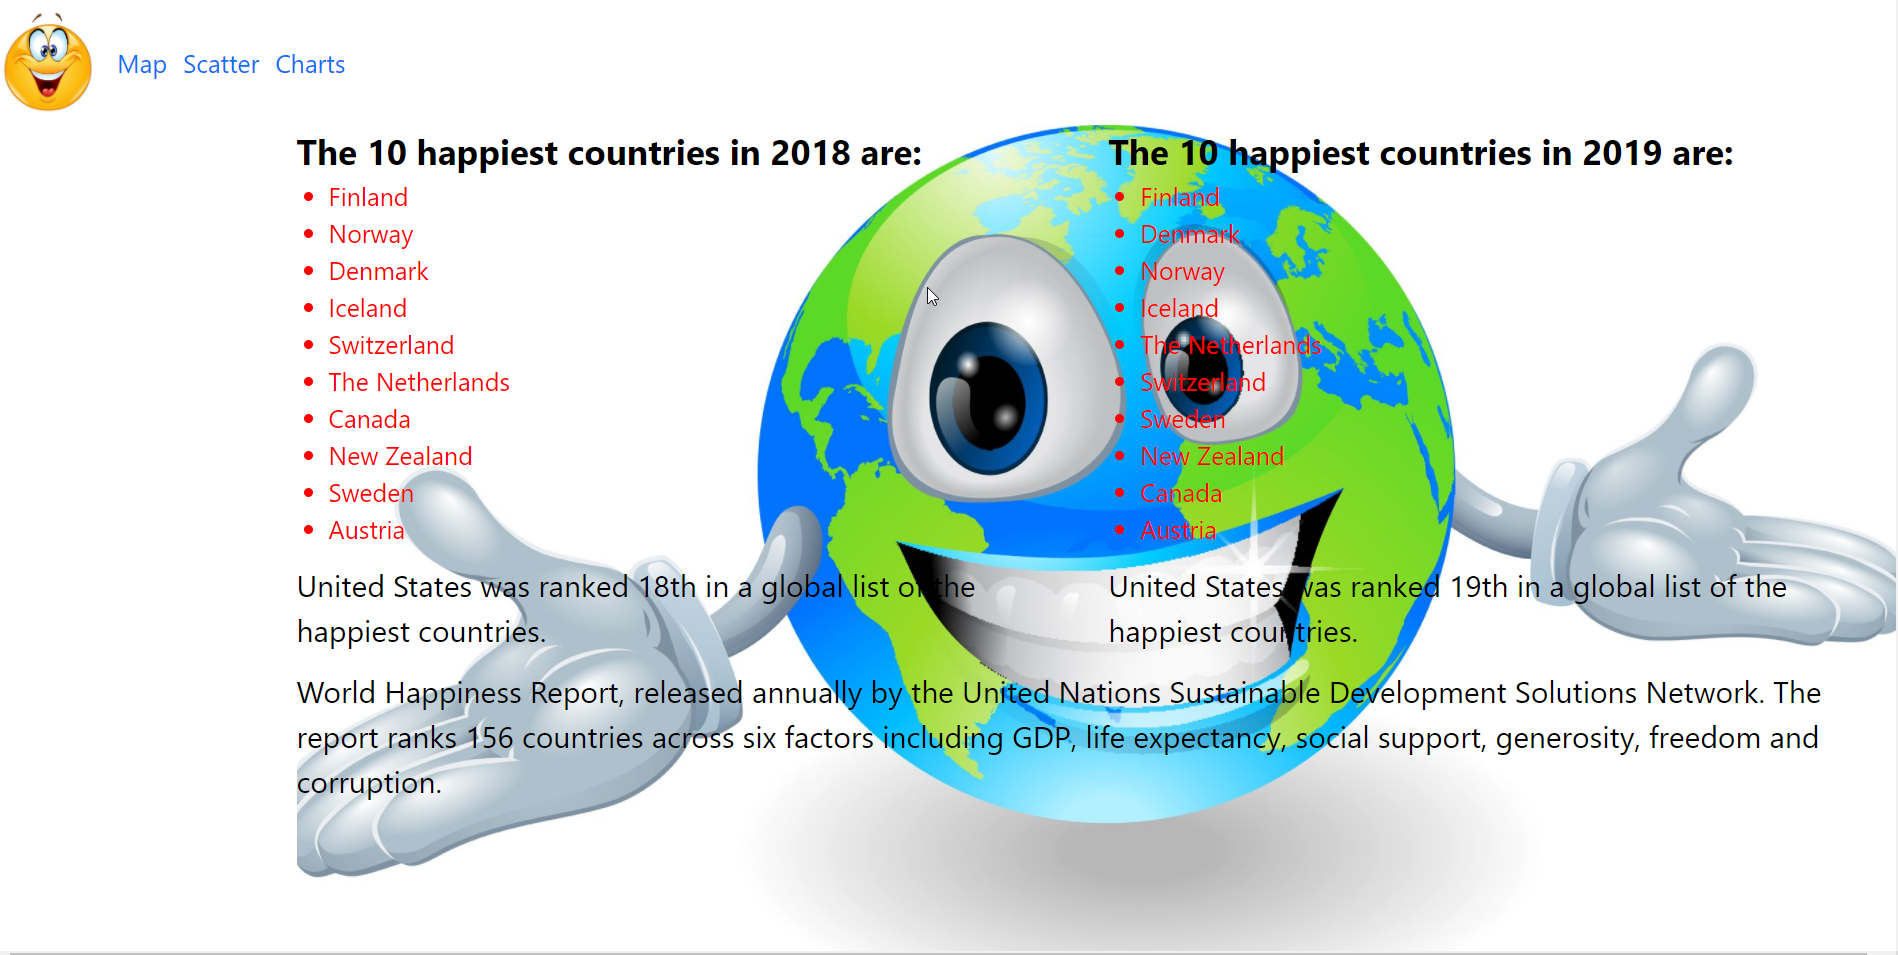 Map Scatter Charts
The 10 happiest countries in 2018 are:
Finland
Norway
Denmark
Iceland
Switzerland
The Netherlands
Canada
New Zealand
Sweden
Austria
United States was ranked 18th in a global list of the
happiest countries.
The 10 happiest countries in 2019 are:
Finland
Denmark
Norway
Iceland
The Netherlands
Switzerland
Sweden
New Zealand
Canada
Austria
United States was ranked 19th in a global list of the
happiest countries.
World Happiness Report, released annually by the United Nations Sustainable Development Solutions Network. The
report ranks 156 countries across six factors including GDP, life expectancy, social support, generosity, freedom and
corruption.